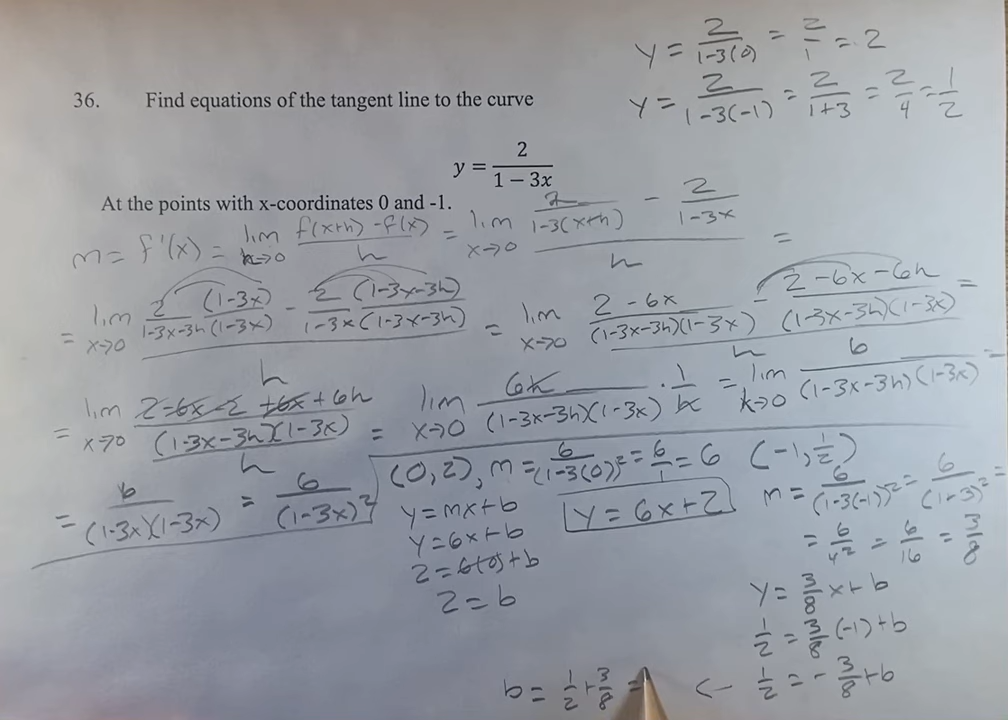 y = 2/(1-3(0)) = 2/1 = 2
36. Find equations of the tangent line to the curve
y = 2/(1-3(-1)) = 2/(1+3) = 2/4 = 1/2
y = 2/(1 − 3x)
At the points with x-coordinates 0 and -1.
m = f'(x) = lim h→0 (f(x+h) - f(x))/h = lim x→0 (2/(1-3(x+h)) - 2/(1-3x))/h =
= lim x→0 (2(1-3x)/(1-3x-3h(1-3x)) - 2(1-3x-3h)/(1-3x(1-3x-3h)))/h = lim x→0 ((2-6x)/((1-3x-3h)(1-3x)) - (2-6x-6h)/((1-3x-3h)(1-3x)))/h =
= lim x→0 ((2-6x-2+6x+6h)/((1-3x-3h)(1-3x)))/h = lim x→0 6h/((1-3x-3h)(1-3x)) · 1/h = lim h→0 6/((1-3x-3h)(1-3x)) =
= 6/((1-3x)(1-3x)) = 6/(1-3x)²
(0,2), m = 6/(1-3(0))² = 6/1 = 6
y = mx+b
y = 6x+b
2 = 6(0)+b
2 = b
y = 6x+2
(-1, 1/2)
m = 6/(1-3(-1))² = 6/(1+3)² =
= 6/4² = 6/16 = 3/8
y = 3/8 x + b
1/2 = 3/8 (-1) + b
b = 1/2 + 3/8 = ← 1/2 = - 3/8 + b